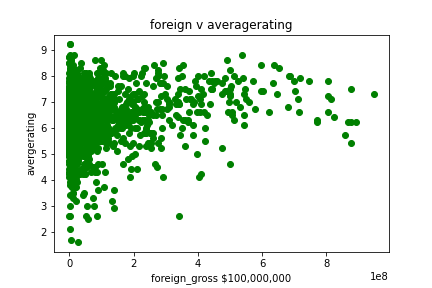 foreign v averagerating
9
8
7
6
5
4
3
2
avergerating
0 2 4 6 8
1e8
foreign_gross $100,000,000